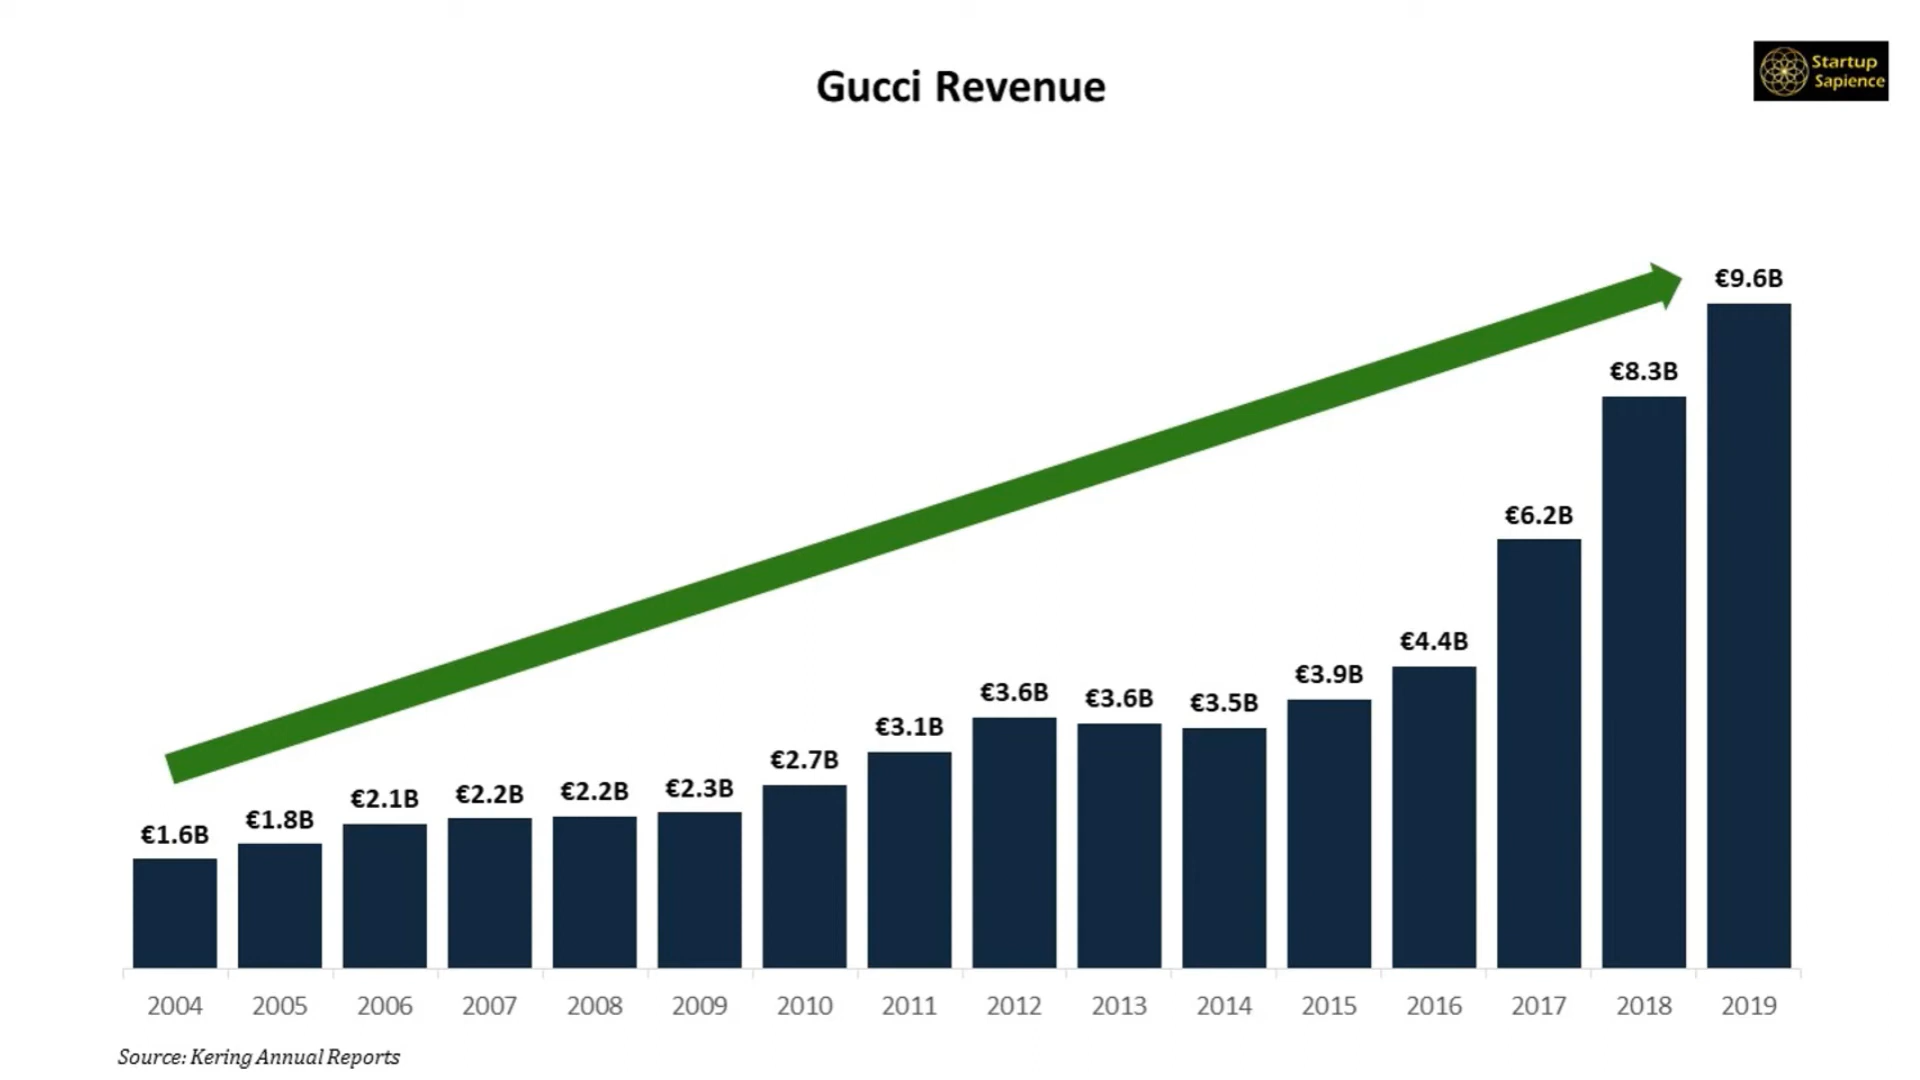 Gucci Revenue
Startup
Sapience
€9.6B
€8.3B
€6.2B
€4.4B
€3.9B
€3.6B
€3.6B
€3.5B
€3.1B
€2.7B
€2.3B
€2.2B
€2.2B
€2.1B
€1.8B
€1.6B
2004 2005 2006 2007 2008 2009 2010 2011 2012 2013 2014 2015 2016 2017 2018 2019
Source: Kering Annual Reports